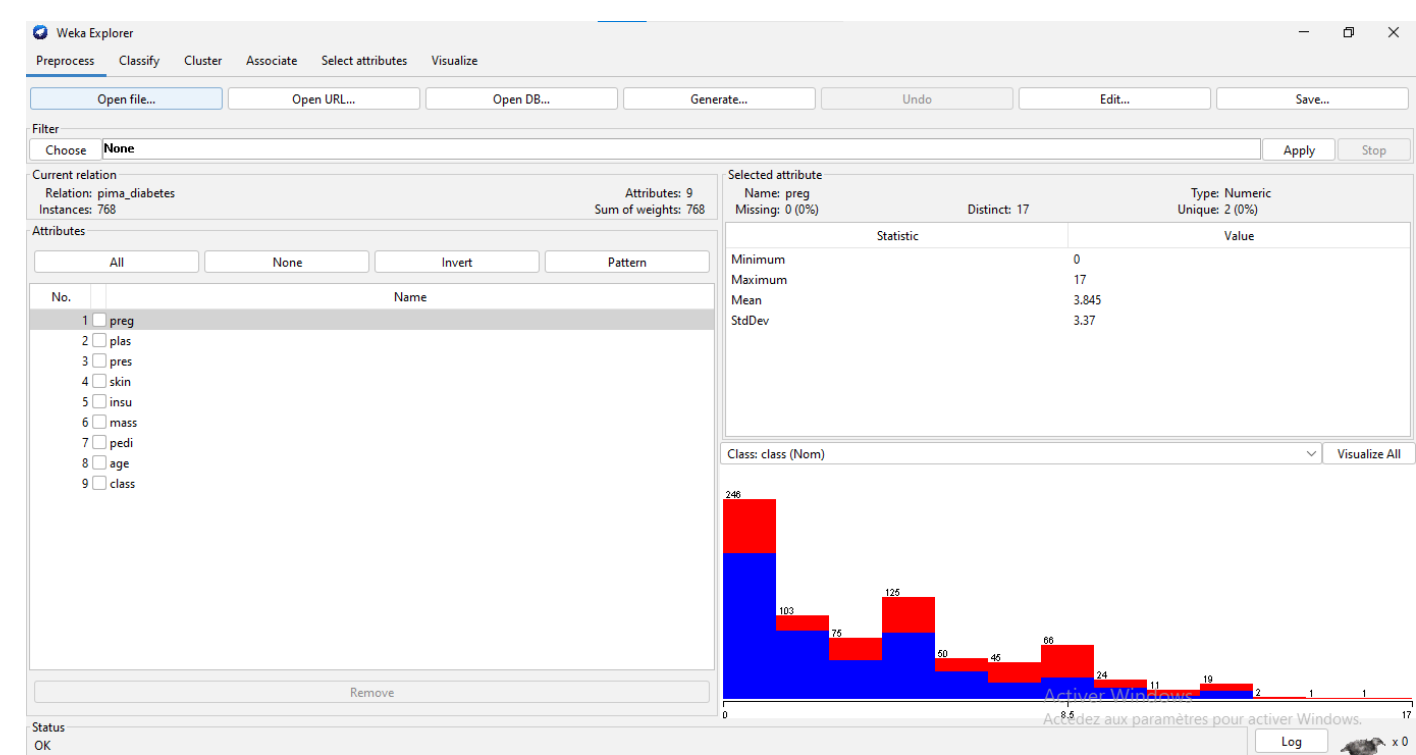 Weka Explorer
Preprocess Classify Cluster Associate Select attributes Visualize
Open file... Open URL... Open DB... Generate... Undo Edit... Save...
Filter
Choose None Apply Stop
Current relation
Relation: pima_diabetes Attributes: 9
Instances: 768 Sum of weights: 768
Attributes
All None Invert Pattern
No. Name
1 preg
2 plas
3 pres
4 skin
5 insu
6 mass
7 pedi
8 age
9 class
Remove
Selected attribute
Name: preg Type: Numeric
Missing: 0 (0%) Distinct: 17 Unique: 2 (0%)
Statistic Value
Minimum 0
Maximum 17
Mean 3.845
StdDev 3.37
Class: class (Nom) Visualize All
246
103
75
125
50
45
66
24
11
19
2
1
1
0 8.5 17
Activer Windows
Accédez aux paramètres pour activer Windows.
Status
OK
Log x 0